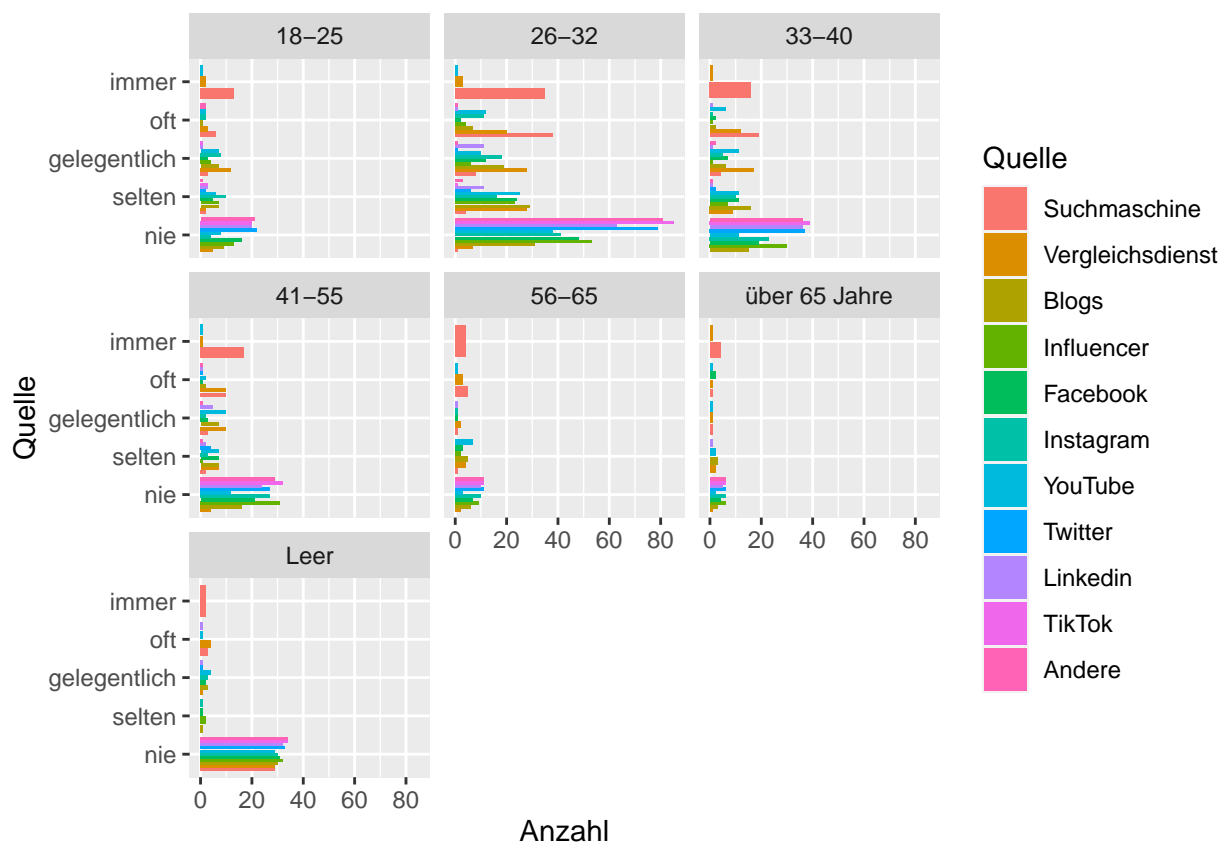 18−25
26−32
33−40
immer
oft
gelegentlich
selten
nie
41−55
56−65
über 65 Jahre
immer
oft
gelegentlich
selten
nie
0 20 40 60 80
0 20 40 60 80
Leer
immer
oft
gelegentlich
selten
nie
0 20 40 60 80
Anzahl
Quelle
Quelle
Suchmaschine
Vergleichsdienst
Blogs
Influencer
Facebook
Instagram
YouTube
Twitter
Linkedin
TikTok
Andere